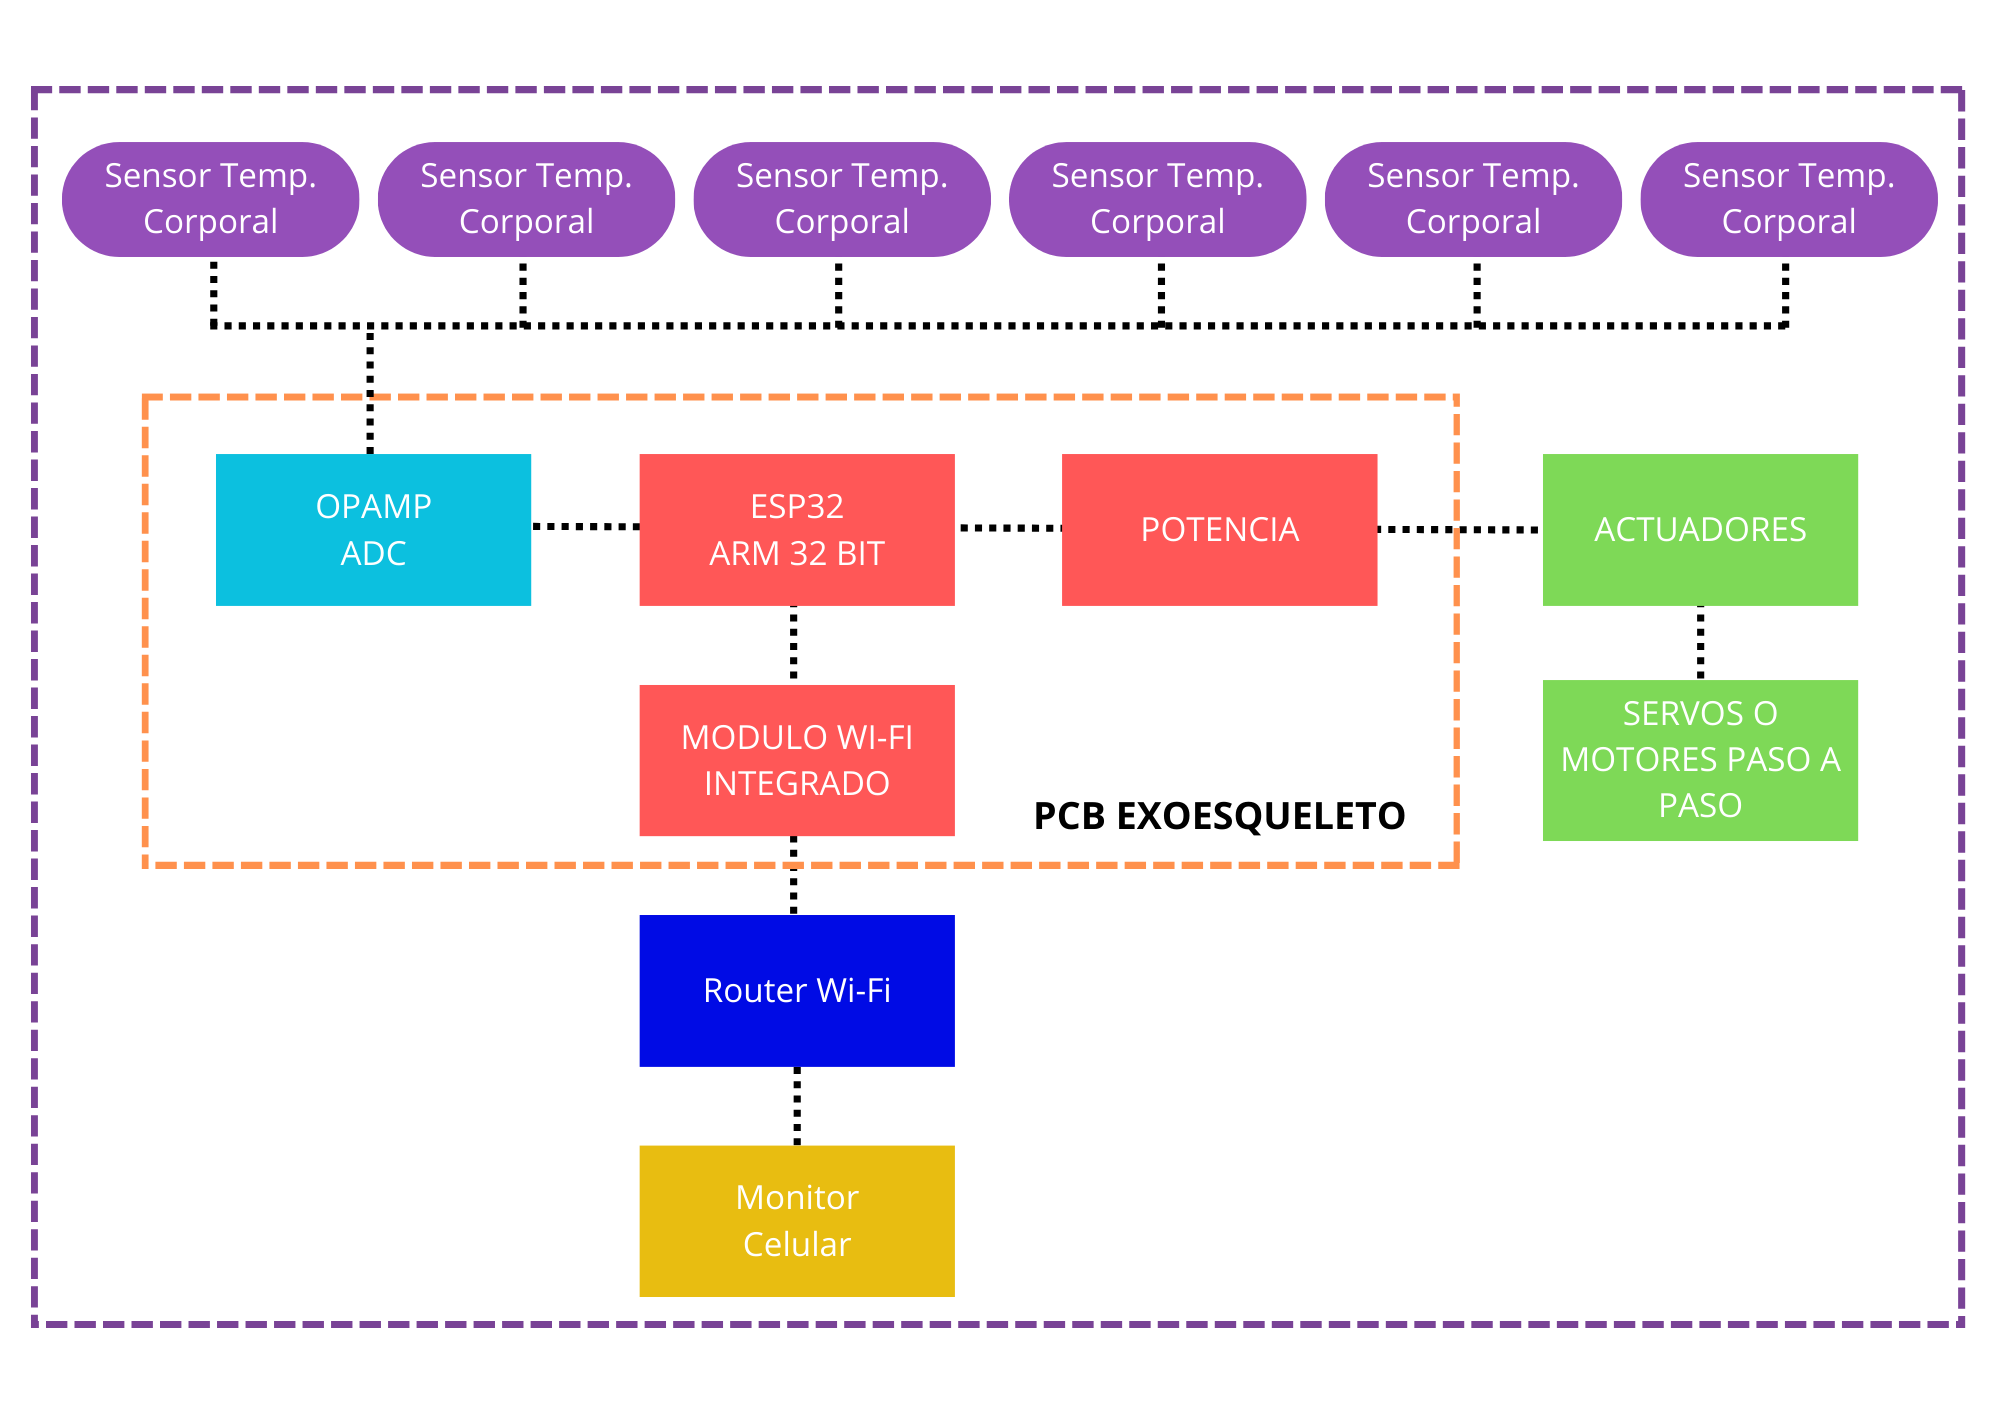 Sensor Temp.
Corporal
Sensor Temp.
Corporal
Sensor Temp.
Corporal
Sensor Temp.
Corporal
Sensor Temp.
Corporal
Sensor Temp.
Corporal
OPAMP
ADC
ESP32
ARM 32 BIT
POTENCIA
ACTUADORES
MODULO WI-FI
INTEGRADO
SERVOS O
MOTORES PASO A
PASO
PCB EXOESQUELETO
Router Wi-Fi
Monitor
Celular